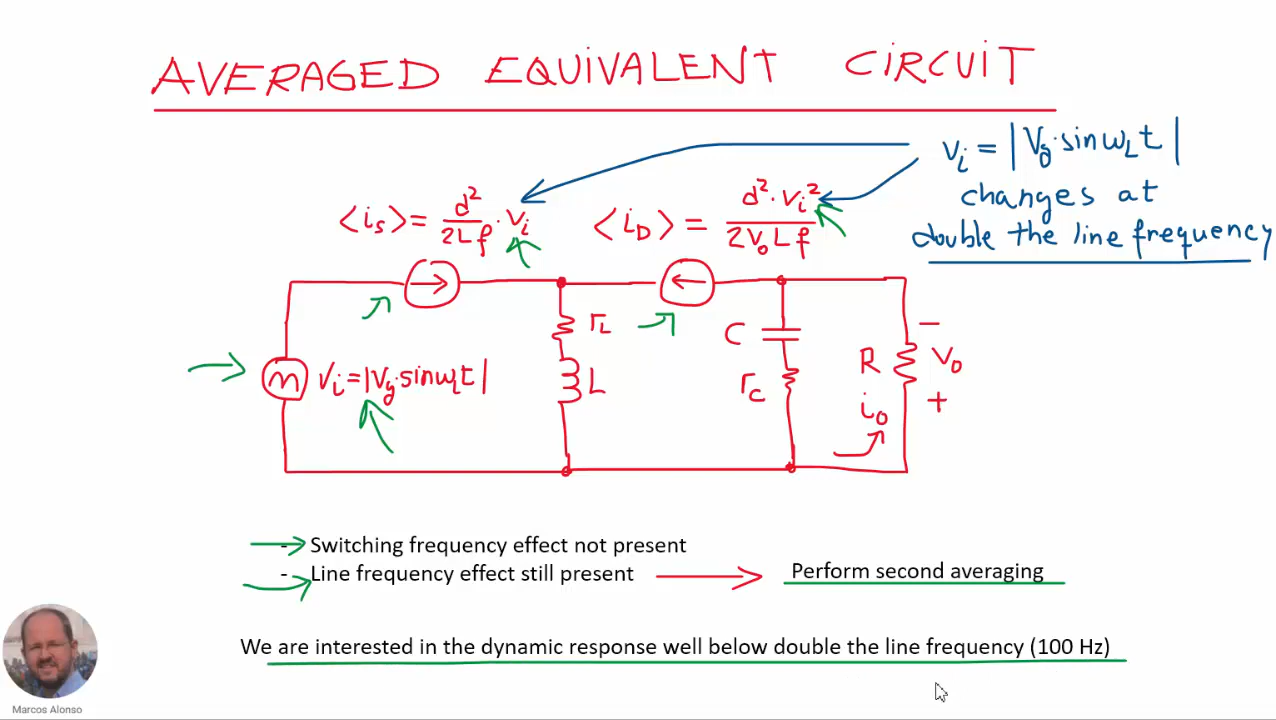 AVERAGED EQUIVALENT CIRCUIT
vi = |Vg·sinωLt|
changes at
double the line frequency
<is> = d²/2Lf · vi
<iD> = d²·vi²/2VoLf
rL
C
L
rC
R
−
Vo
+
io
Vi=|Vg·sinωLt|
- Switching frequency effect not present
- Line frequency effect still present
Perform second averaging
We are interested in the dynamic response well below double the line frequency (100 Hz)
Marcos Alonso